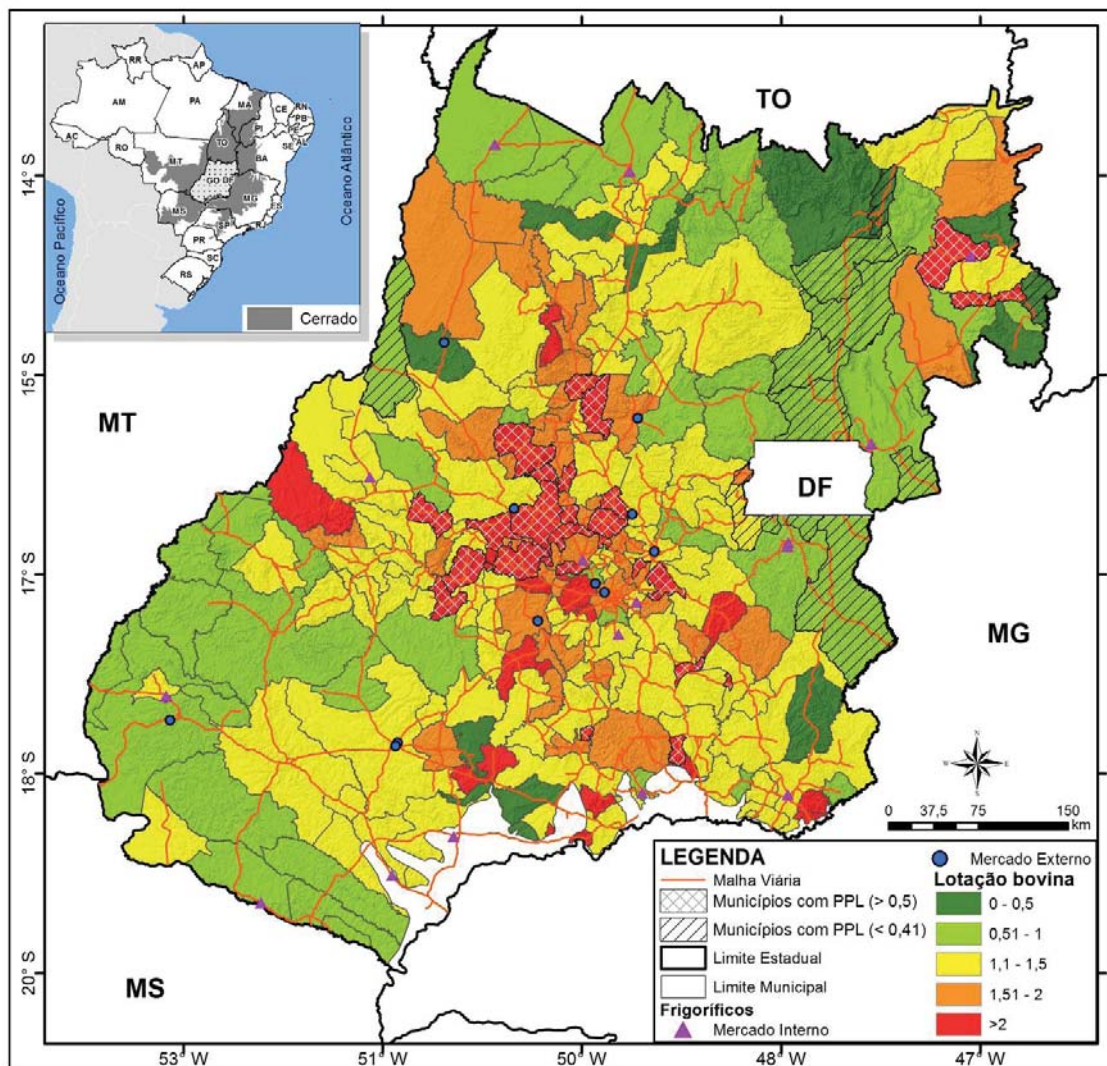 RR
AP
AM
PA
MA
CE
RN
PB
PE
AL
SE
PI
AC
RO
TO
BA
MT
GO
DF
MG
ES
MS
SP
RJ
PR
SC
RS
Oceano Pacífico
Oceano Atlântico
Cerrado
TO
MT
DF
MG
MS
14° S
15° S
17° S
18° S
20° S
N
0 37,5 75 150
km
LEGENDA
Malha Viária
Municípios com PPL (> 0,5)
Municípios com PPL (< 0,41)
Limite Estadual
Limite Municipal
Frigoríficos
Mercado Interno
Mercado Externo
Lotação bovina
0 - 0,5
0,51 - 1
1,1 - 1,5
1,51 - 2
>2
53° W
51° W
50° W
48° W
47° W